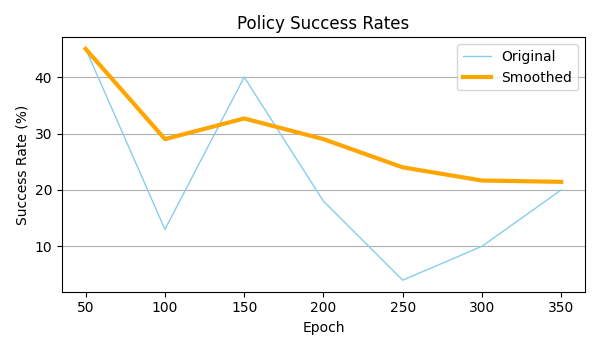 Policy Success Rates
Original
Smoothed
Success Rate (%)
40
30
20
10
50 100 150 200 250 300 350
Epoch